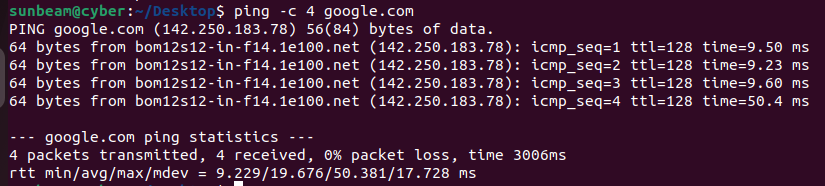 sunbeam@cyber:~/Desktop$ ping -c 4 google.com
PING google.com (142.250.183.78) 56(84) bytes of data.
64 bytes from bom12s12-in-f14.1e100.net (142.250.183.78): icmp_seq=1 ttl=128 time=9.50 ms
64 bytes from bom12s12-in-f14.1e100.net (142.250.183.78): icmp_seq=2 ttl=128 time=9.23 ms
64 bytes from bom12s12-in-f14.1e100.net (142.250.183.78): icmp_seq=3 ttl=128 time=9.60 ms
64 bytes from bom12s12-in-f14.1e100.net (142.250.183.78): icmp_seq=4 ttl=128 time=50.4 ms

--- google.com ping statistics ---
4 packets transmitted, 4 received, 0% packet loss, time 3006ms
rtt min/avg/max/mdev = 9.229/19.676/50.381/17.728 ms